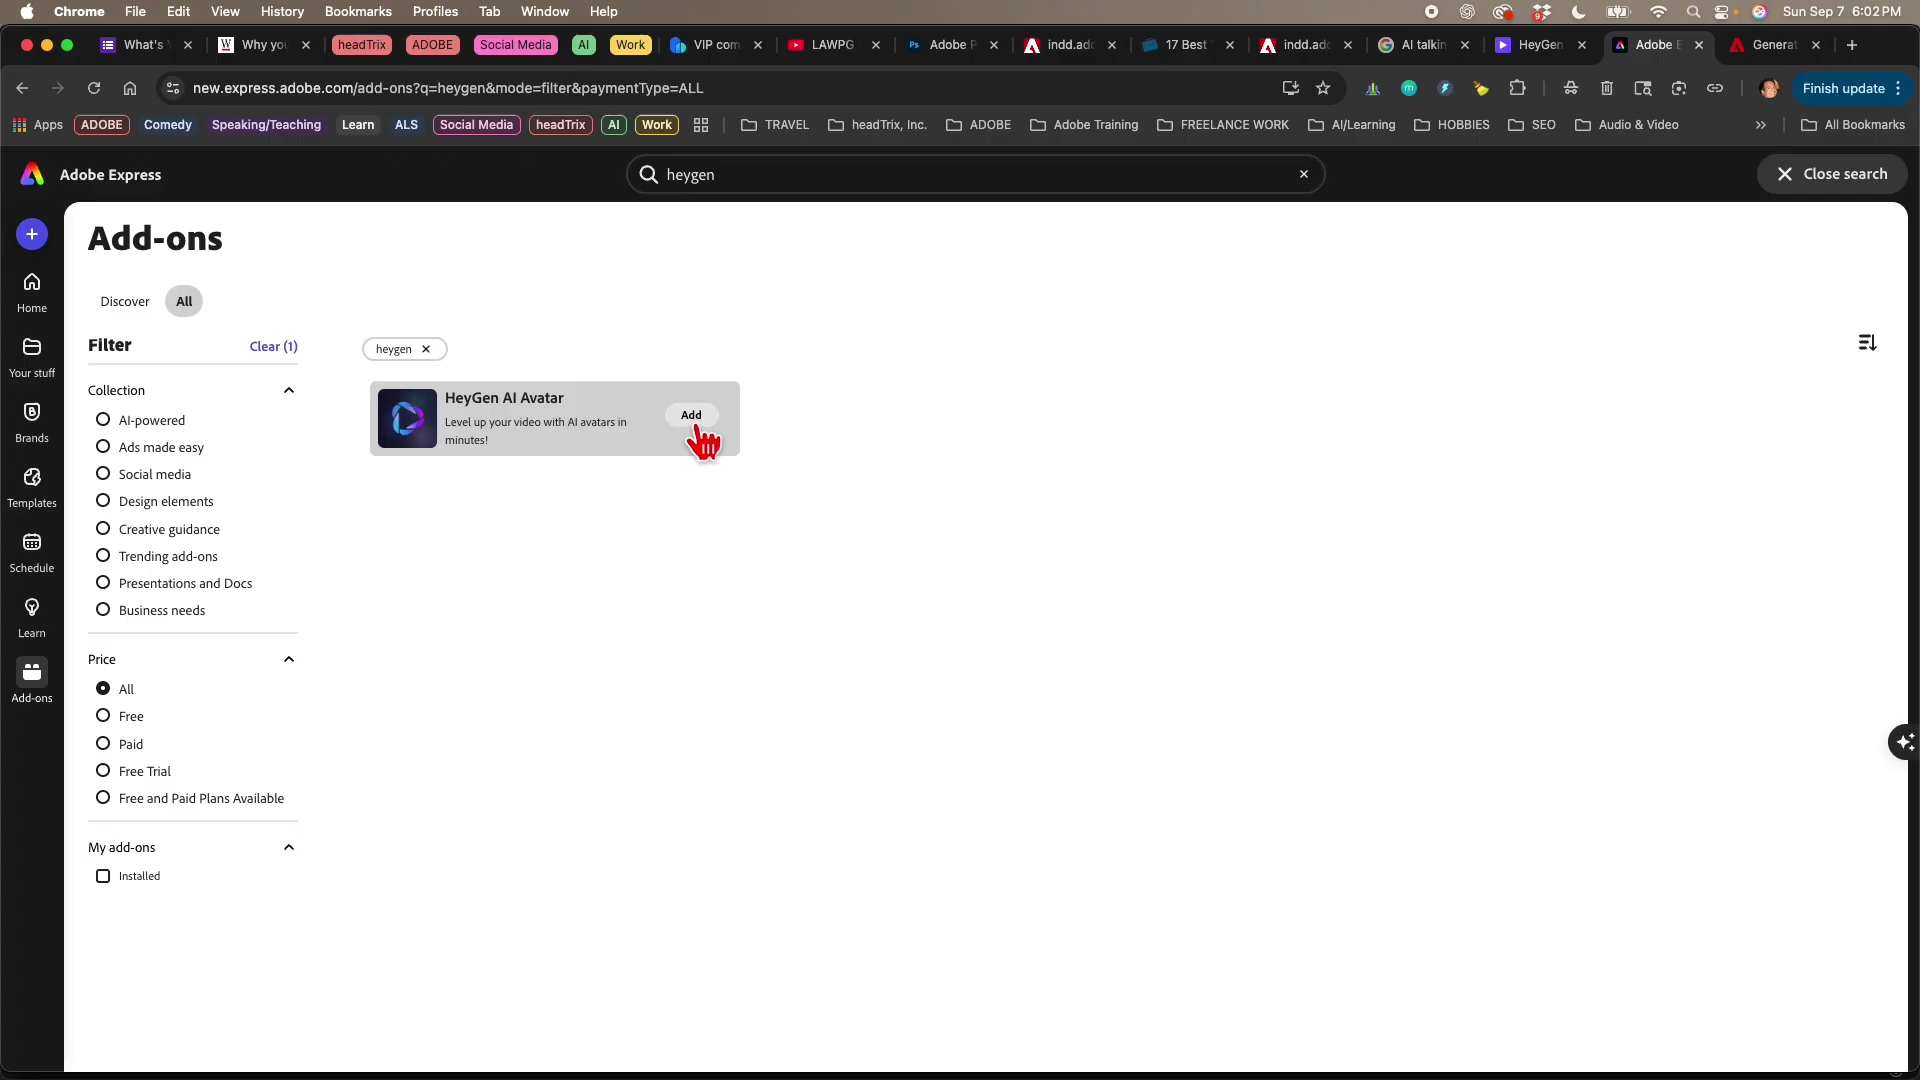 Chrome File Edit View History Bookmarks Profiles Tab Window Help
9
Sun Sep 7 6:02 PM
What's
Why you
headTrix
ADOBE
Social Media
AI
Work
VIP com
LAWPG
Ps Adobe P
indd.ado
17 Best
indd.ado
AI talkin
HeyGen
Adobe E
Generat
new.express.adobe.com/add-ons?q=heygen&mode=filter&paymentType=ALL
m
Finish update
Apps ADOBE Comedy Speaking/Teaching Learn ALS Social Media headTrix AI Work TRAVEL headTrix, Inc. ADOBE Adobe Training FREELANCE WORK AI/Learning HOBBIES SEO Audio & Video » All Bookmarks
Adobe Express
heygen
Close search
Home
Your stuff
B
Brands
Templates
Schedule
Learn
Add-ons
Add-ons
Discover All
Filter
Clear (1)
Collection
AI-powered
Ads made easy
Social media
Design elements
Creative guidance
Trending add-ons
Presentations and Docs
Business needs
Price
All
Free
Paid
Free Trial
Free and Paid Plans Available
My add-ons
Installed
heygen
HeyGen AI Avatar
Level up your video with AI avatars in
minutes!
Add